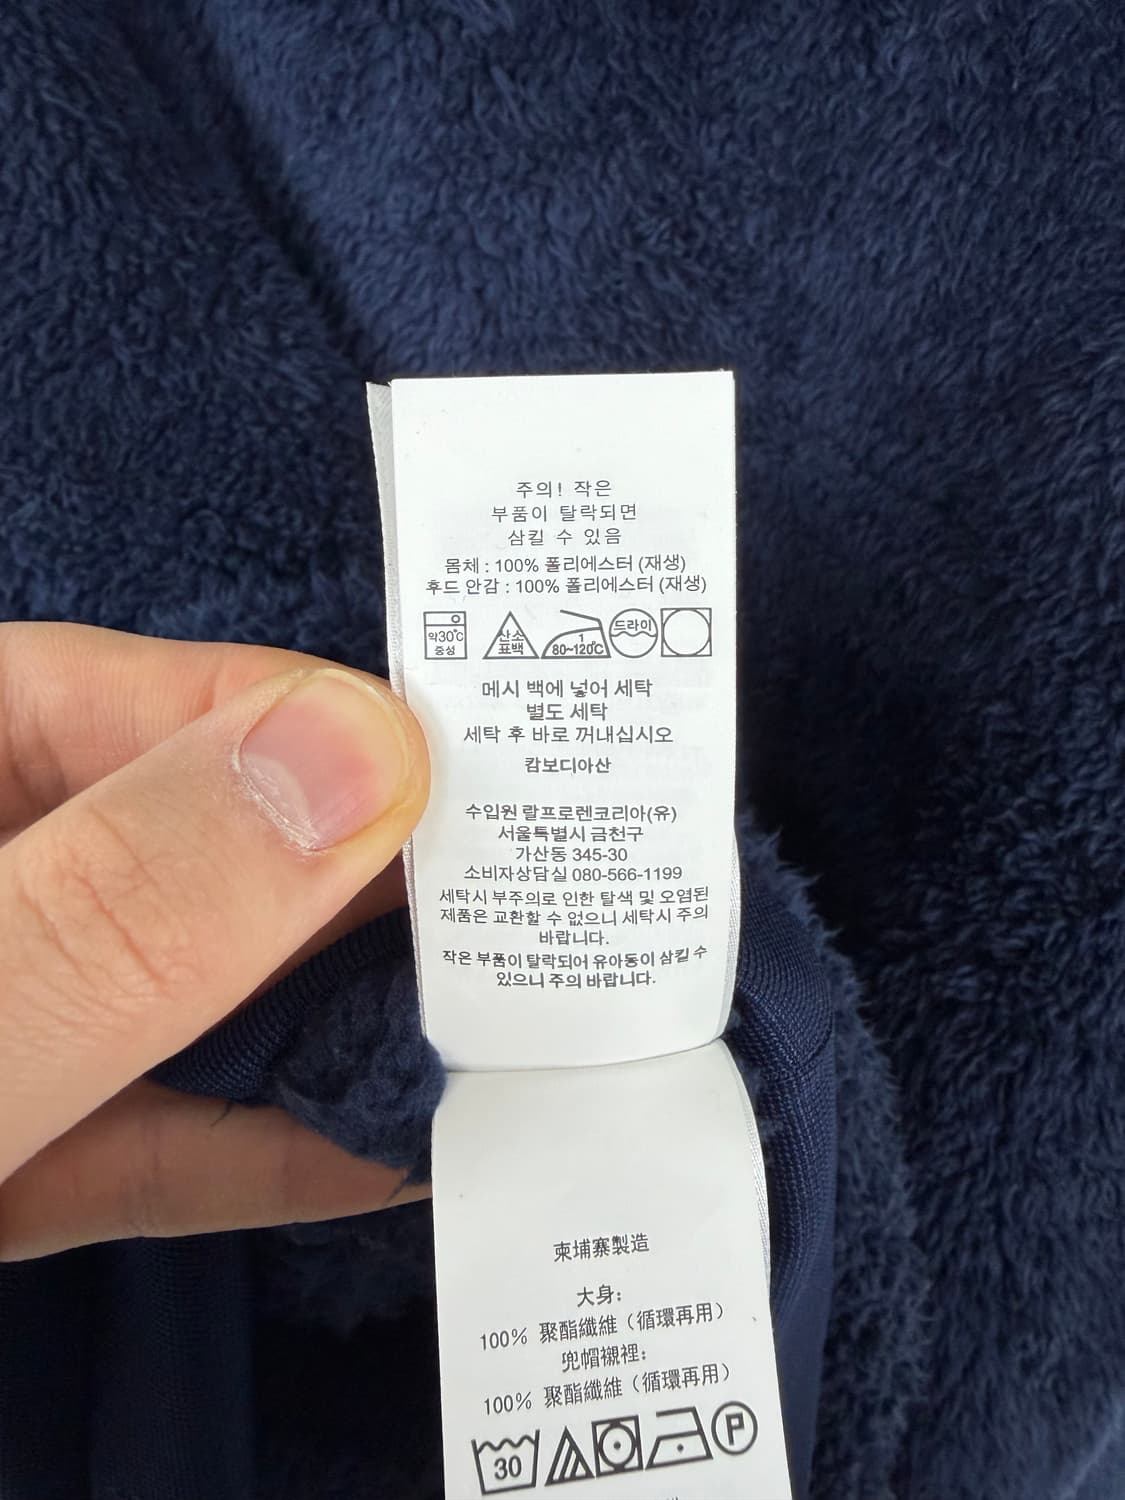 주의! 작은
부품이 탈락되면
삼킬 수 있음
몸체 : 100% 폴리에스터 (재생)
후드 안감 : 100% 폴리에스터 (재생)
약30℃ 중성 산소 표백 1 80~120℃ 드라이
메시 백에 넣어 세탁
별도 세탁
세탁 후 바로 꺼내십시오
캄보디아산
수입원 랄프로렌코리아(유)
서울특별시 금천구
가산동 345-30
소비자상담실 080-566-1199
세탁시 부주의로 인한 탈색 및 오염된
제품은 교환할 수 없으니 세탁시 주의
바랍니다.
작은 부품이 탈락되어 유아동이 삼킬 수
있으니 주의 바랍니다.
柬埔寨製造
大身:
100% 聚酯纖維（循環再用）
兜帽襯裡:
100% 聚酯纖維（循環再用）
30 P